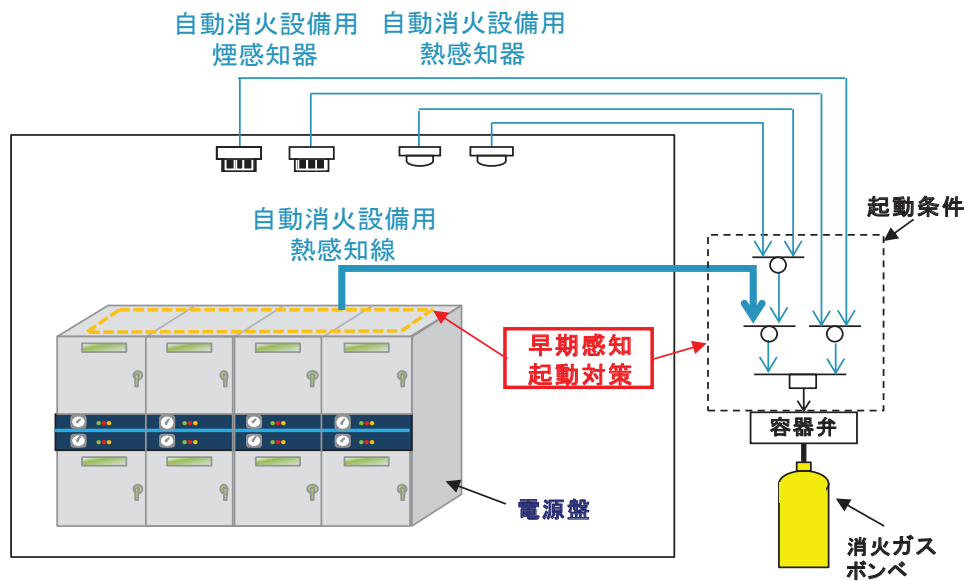 自動消火設備用
煙感知器
自動消火設備用
熱感知器
起動条件
自動消火設備用
熱感知線
早期感知
起動対策
容器弁
電源盤
消火ガス
ボンベ